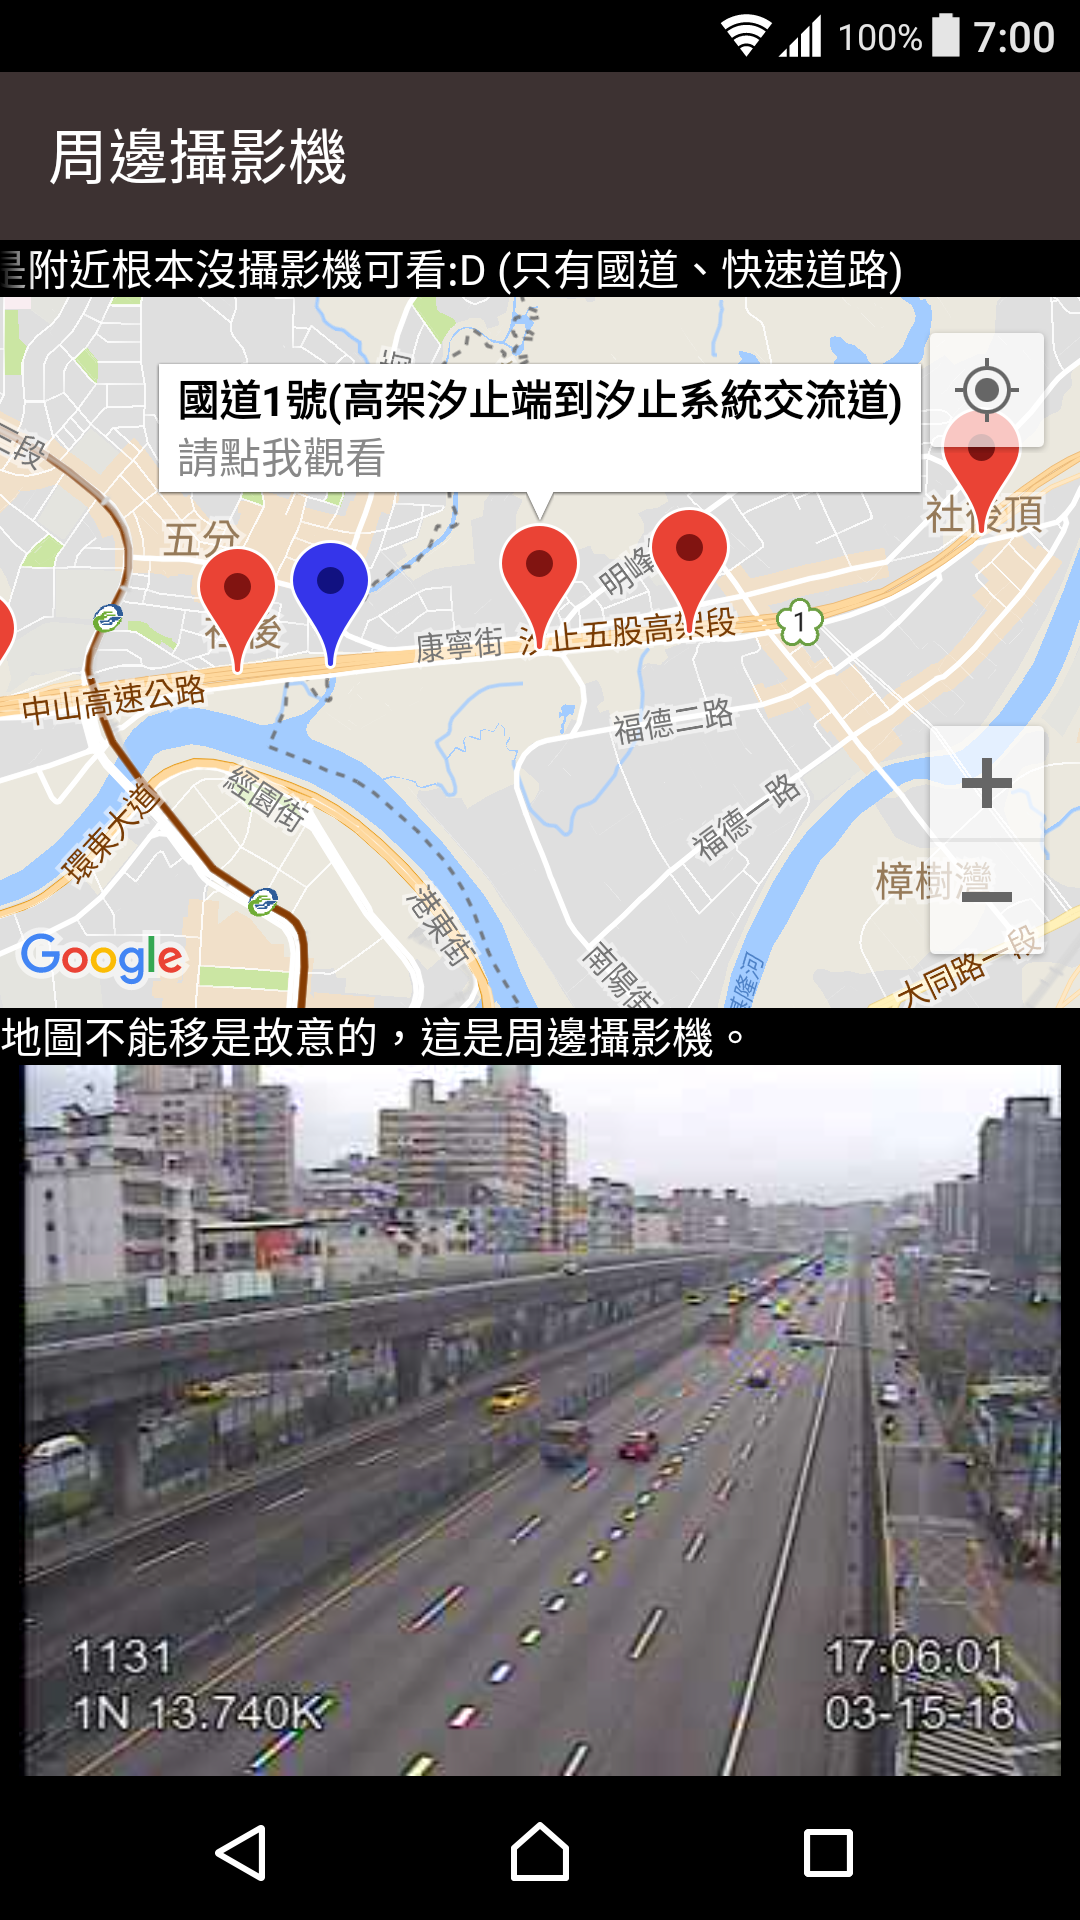 100% 7:00
周邊攝影機
是附近根本沒攝影機可看:D (只有國道、快速道路)
國道1號(高架汐止端到汐止系統交流道)
請點我觀看
三段
社後頂
五分
社後
明峰
康寧街
汐止五股高架段
1
中山高速公路
福德二路
經園街
環東大道
福德一路
樟樹灣
港東街
南陽街
基隆河
大同路一段
Google
地圖不能移是故意的，這是周邊攝影機。
1131
17:06:01
1N 13.740K
03-15-18